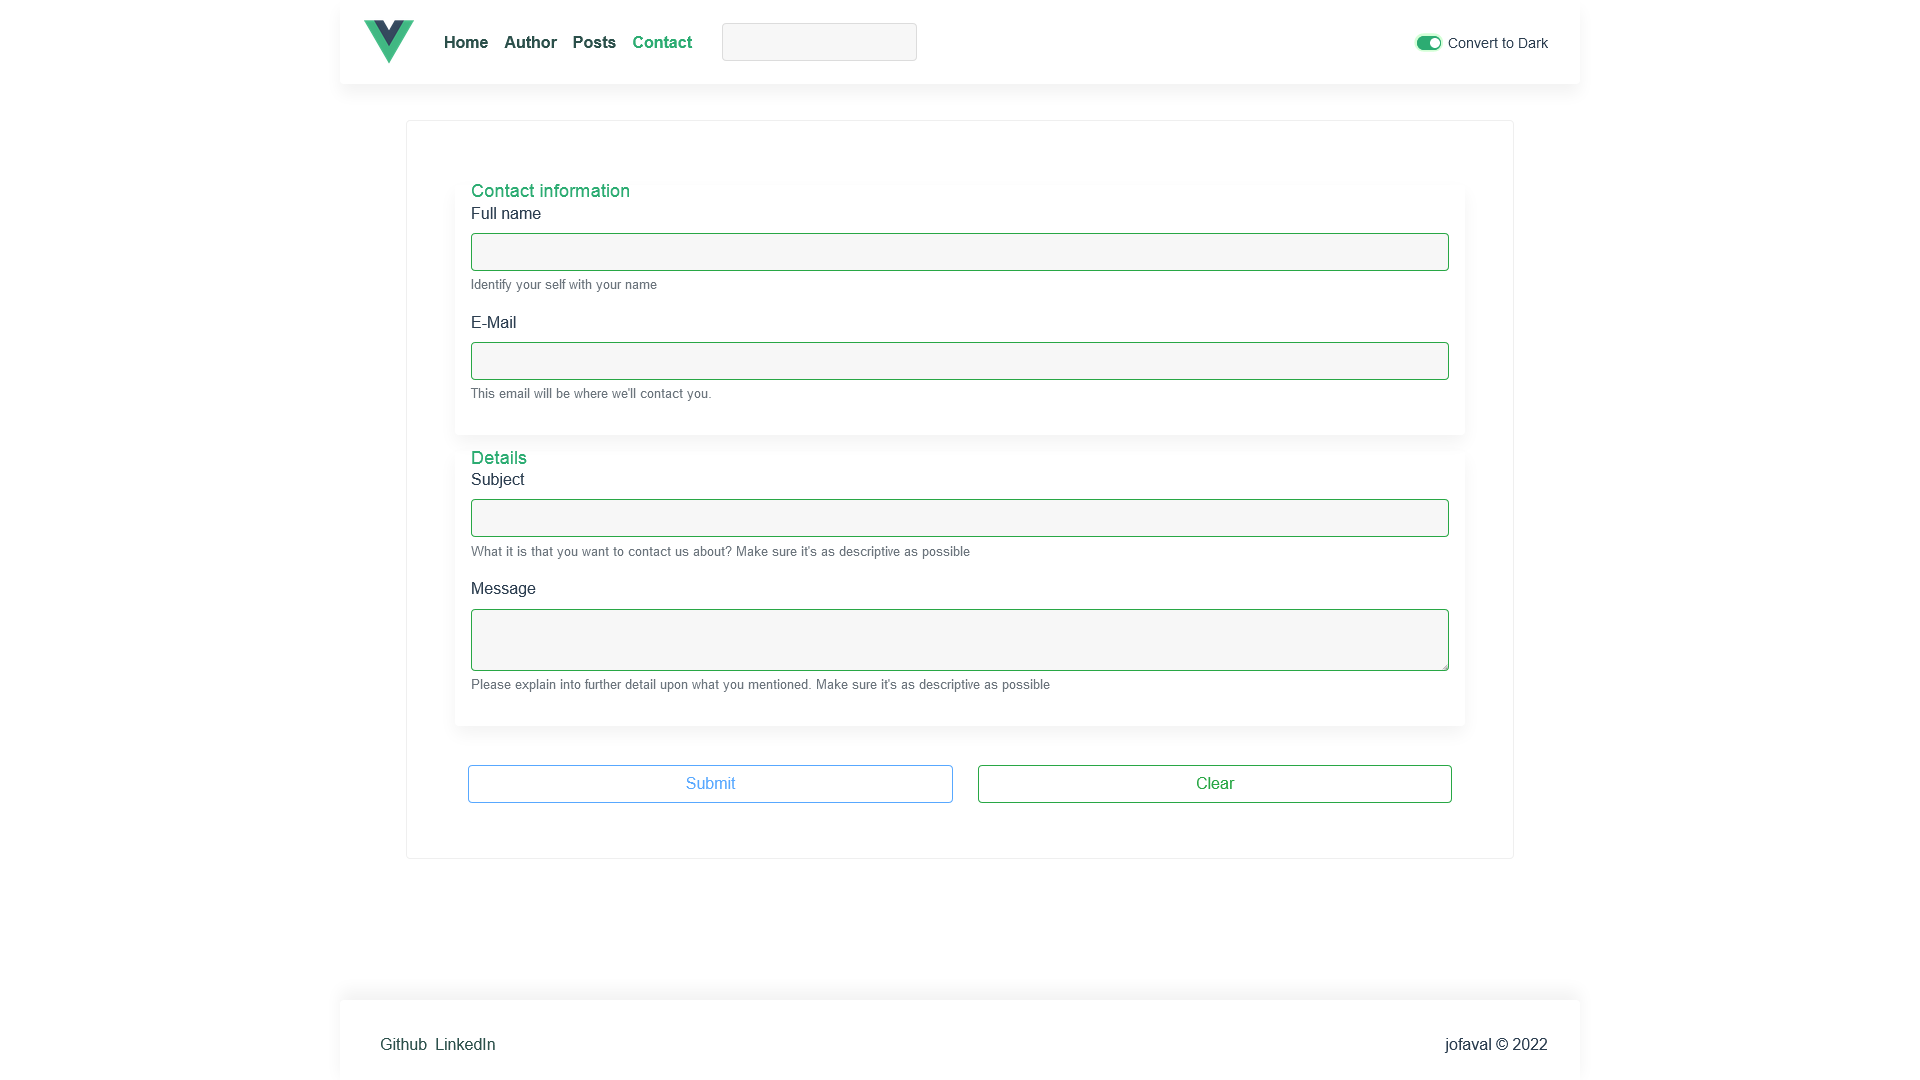 Home Author Posts Contact
Convert to Dark
Contact information
Full name
Identify your self with your name
E-Mail
This email will be where we'll contact you.
Details
Subject
What it is that you want to contact us about? Make sure it's as descriptive as possible
Message
Please explain into further detail upon what you mentioned. Make sure it's as descriptive as possible
Submit Clear
Github LinkedIn
jofaval © 2022